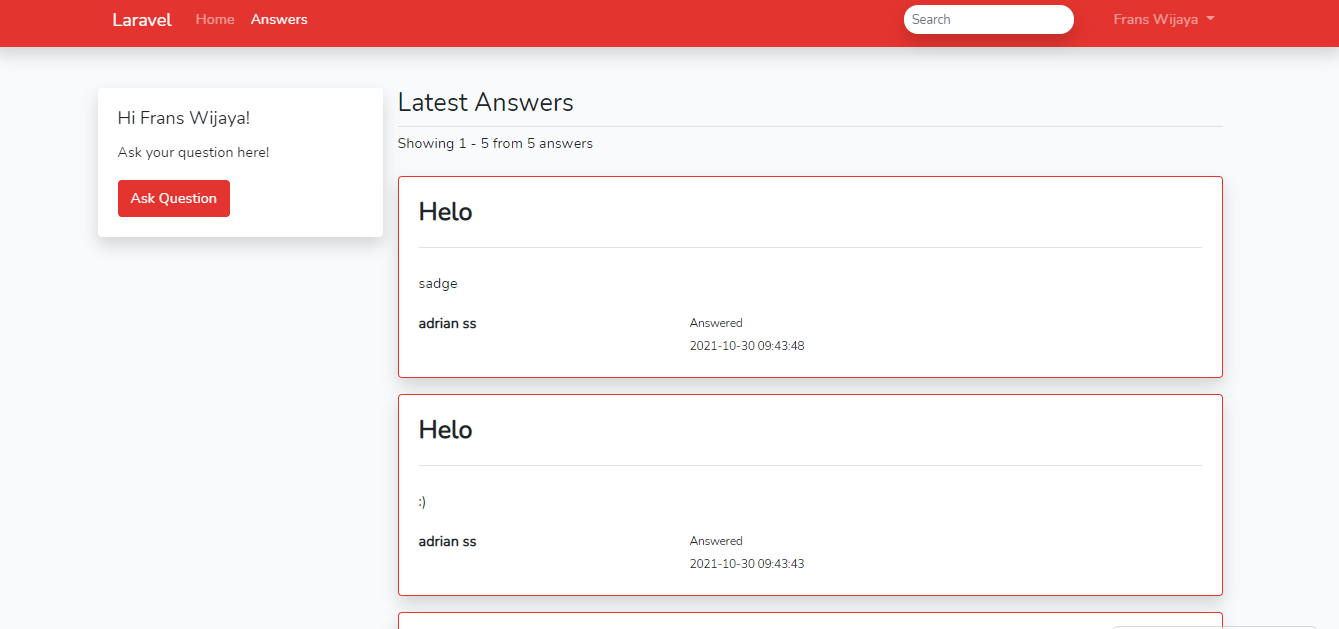 Laravel Home Answers Search Frans Wijaya
Hi Frans Wijaya!
Ask your question here!
Ask Question
Latest Answers
Showing 1 - 5 from 5 answers
Helo
sadge
adrian ss Answered
2021-10-30 09:43:48
Helo
:)
adrian ss Answered
2021-10-30 09:43:43